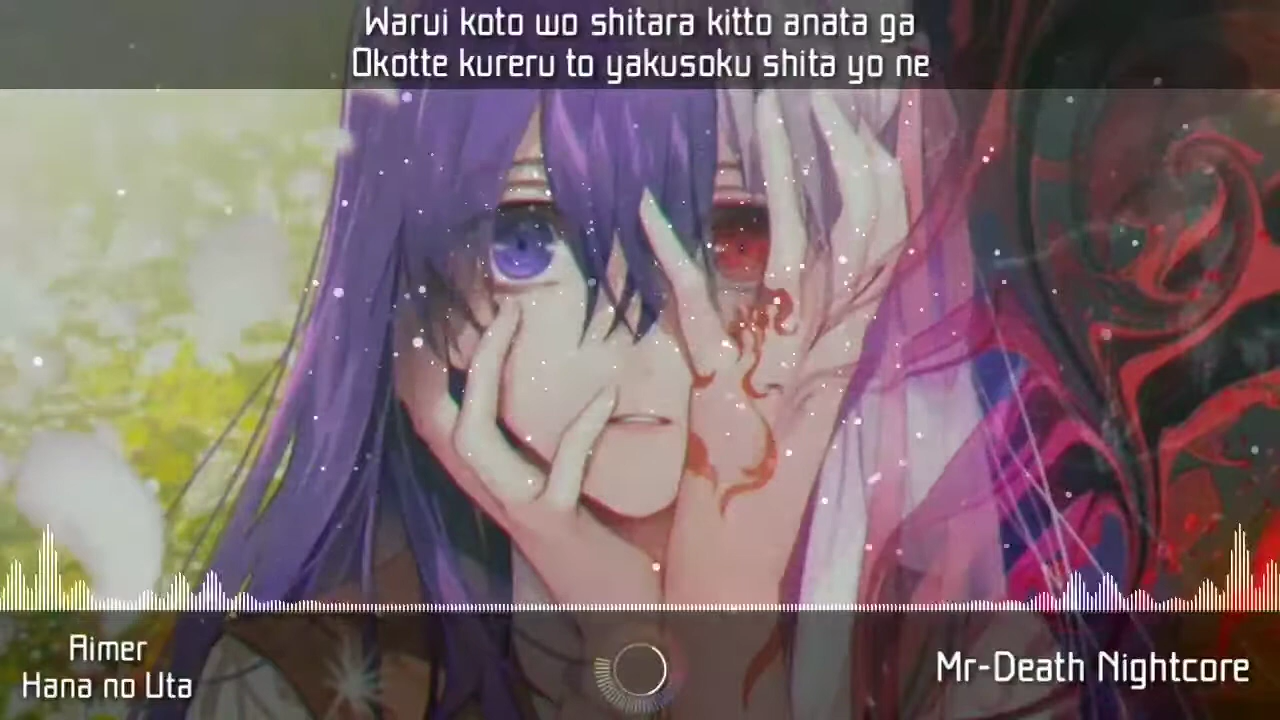 Warui koto wo shitara kitto anata ga
Okotte kureru to yakusoku shita yo ne
Aimer
Hana no Uta
Mr-Death Nightcore